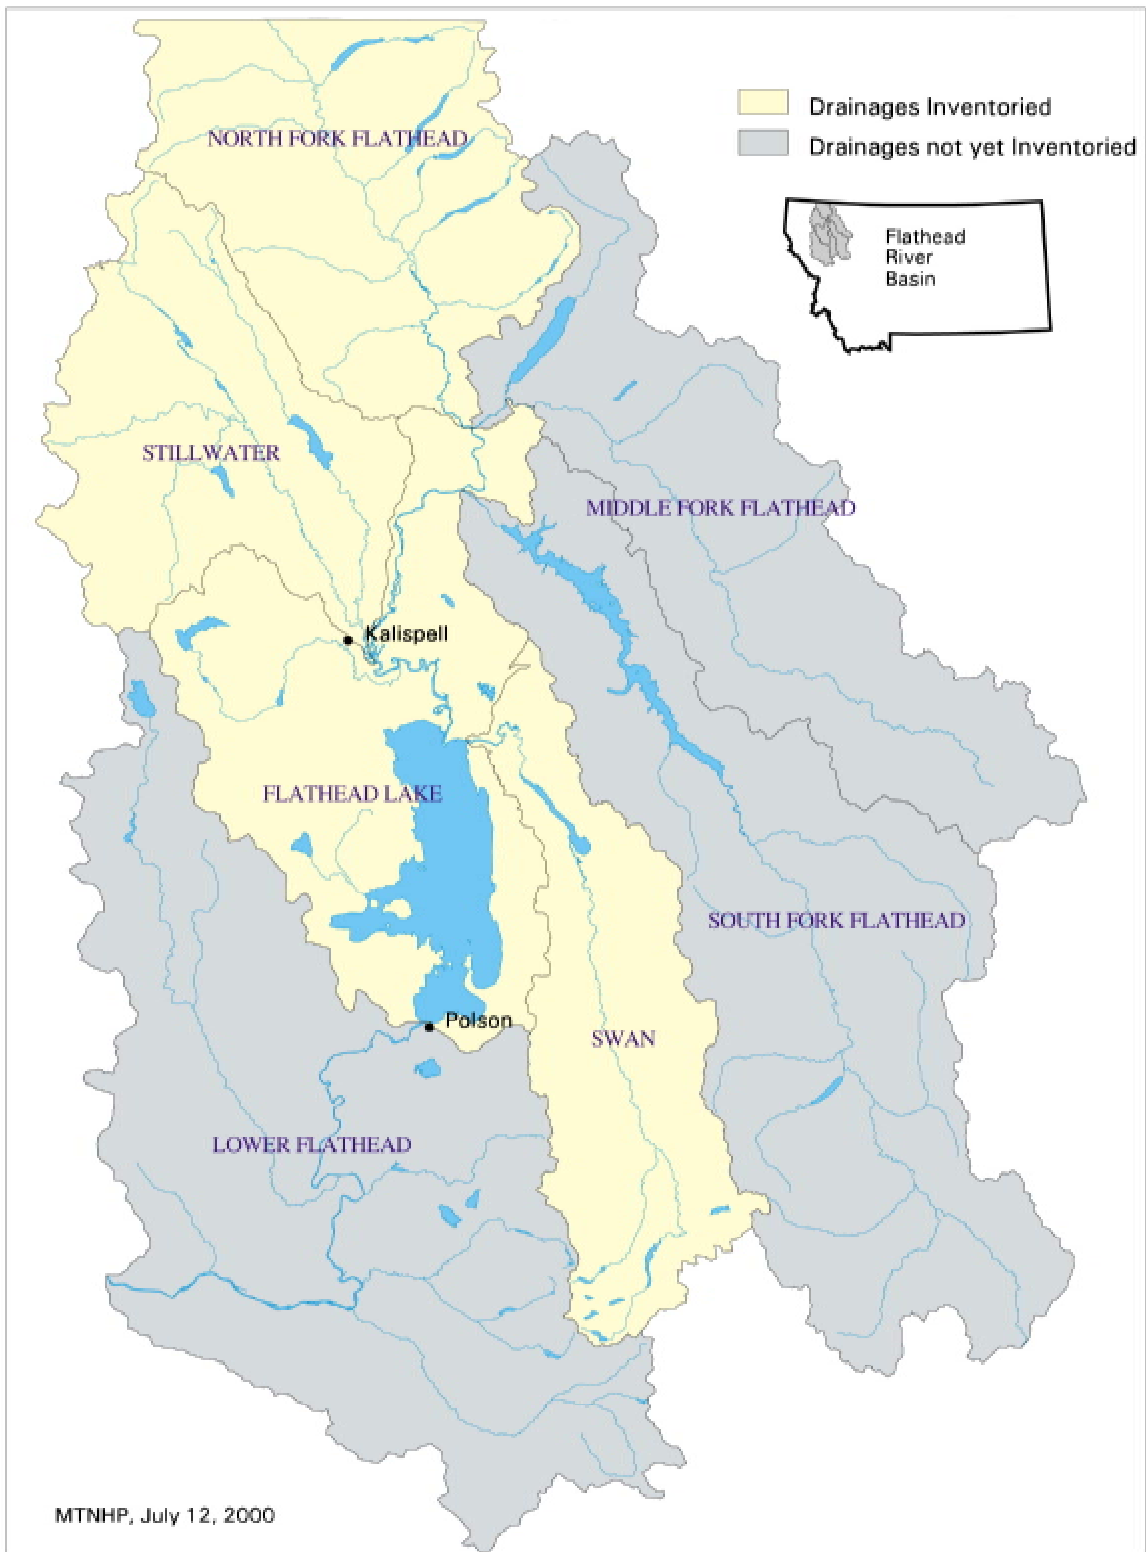 Drainages Inventoried
Drainages not yet Inventoried
NORTH FORK FLATHEAD
Flathead
River
Basin
STILLWATER
MIDDLE FORK FLATHEAD
Kalispell
FLATHEAD LAKE
SOUTH FORK FLATHEAD
Polson
SWAN
LOWER FLATHEAD
MTNHP, July 12, 2000